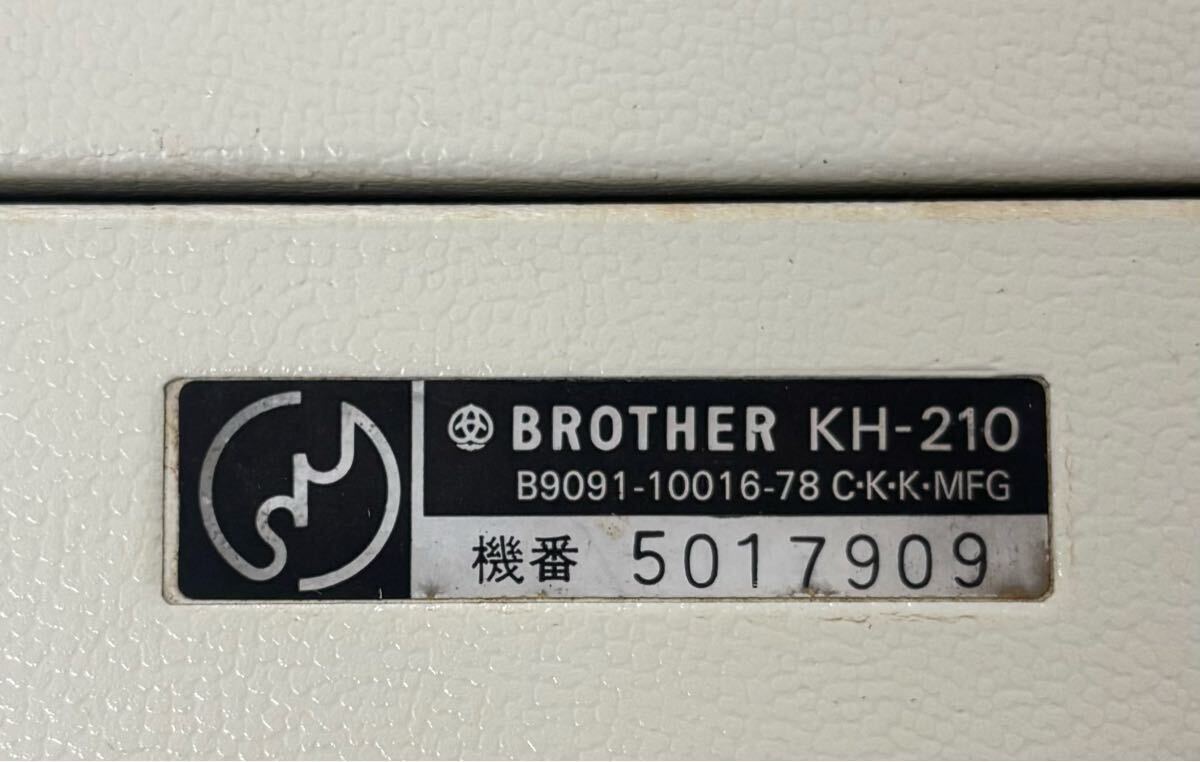 BROTHER KH-210
B9091-10016-78 C·K·K·MFG
機番 5017909